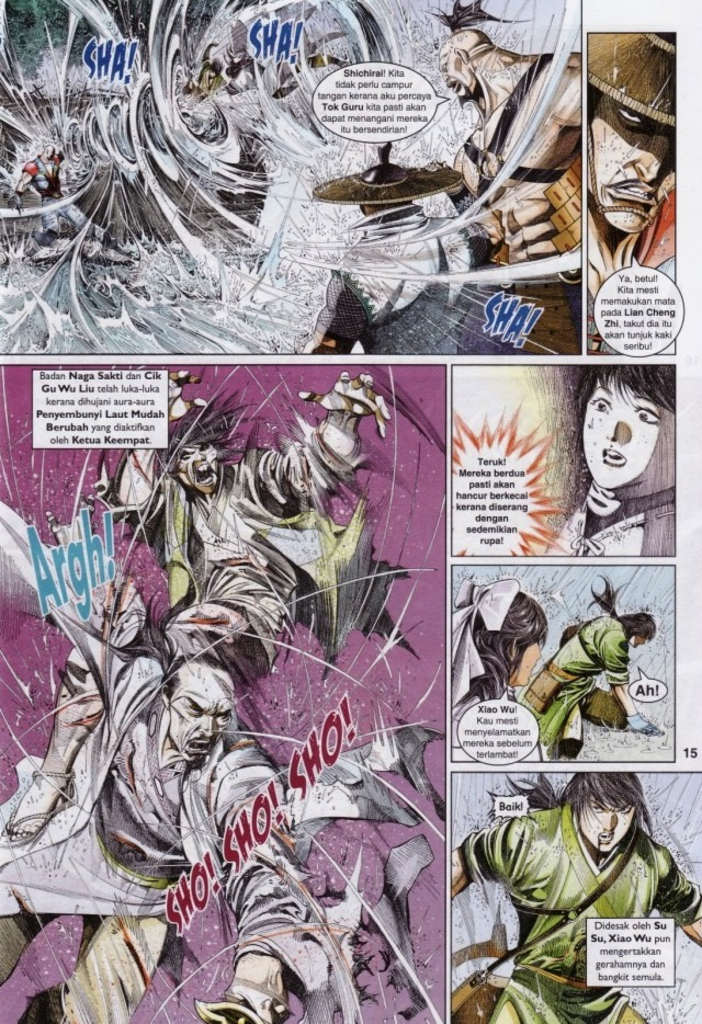 SHA!
SHA!
Shichirai! Kita
tidak perlu campur
tangan kerana aku percaya
Tok Guru kita pasti akan
dapat menangani mereka
itu bersendirian!
SHA!
Ya, betul!
Kita mesti
memakukan mata
pada Lian Cheng
Zhi, takut dia itu
tunjuk kaki
seribu!
Badan Naga Sakti dan Cik
Gu Wu Liu telah luka-luka
kerana dihujani aura-aura
Penyembunyi Laut Mudah
Berubah yang diaktifkan
oleh Ketua Keempat.
Argh!
SHO! SHO! SHO!
Teruk!
Mereka berdua
pasti akan
hancur berkecai
kerana diserang
dengan
sedemikian
rupa!
Xiao Wu!
Kau mesti
menyelamatkan
mereka sebelum
terlambat!
Ah!
15
Baik!
Didesak oleh Su
Su, Xiao Wu pun
mengertakkan
gerahamnya dan
bangkit semula.